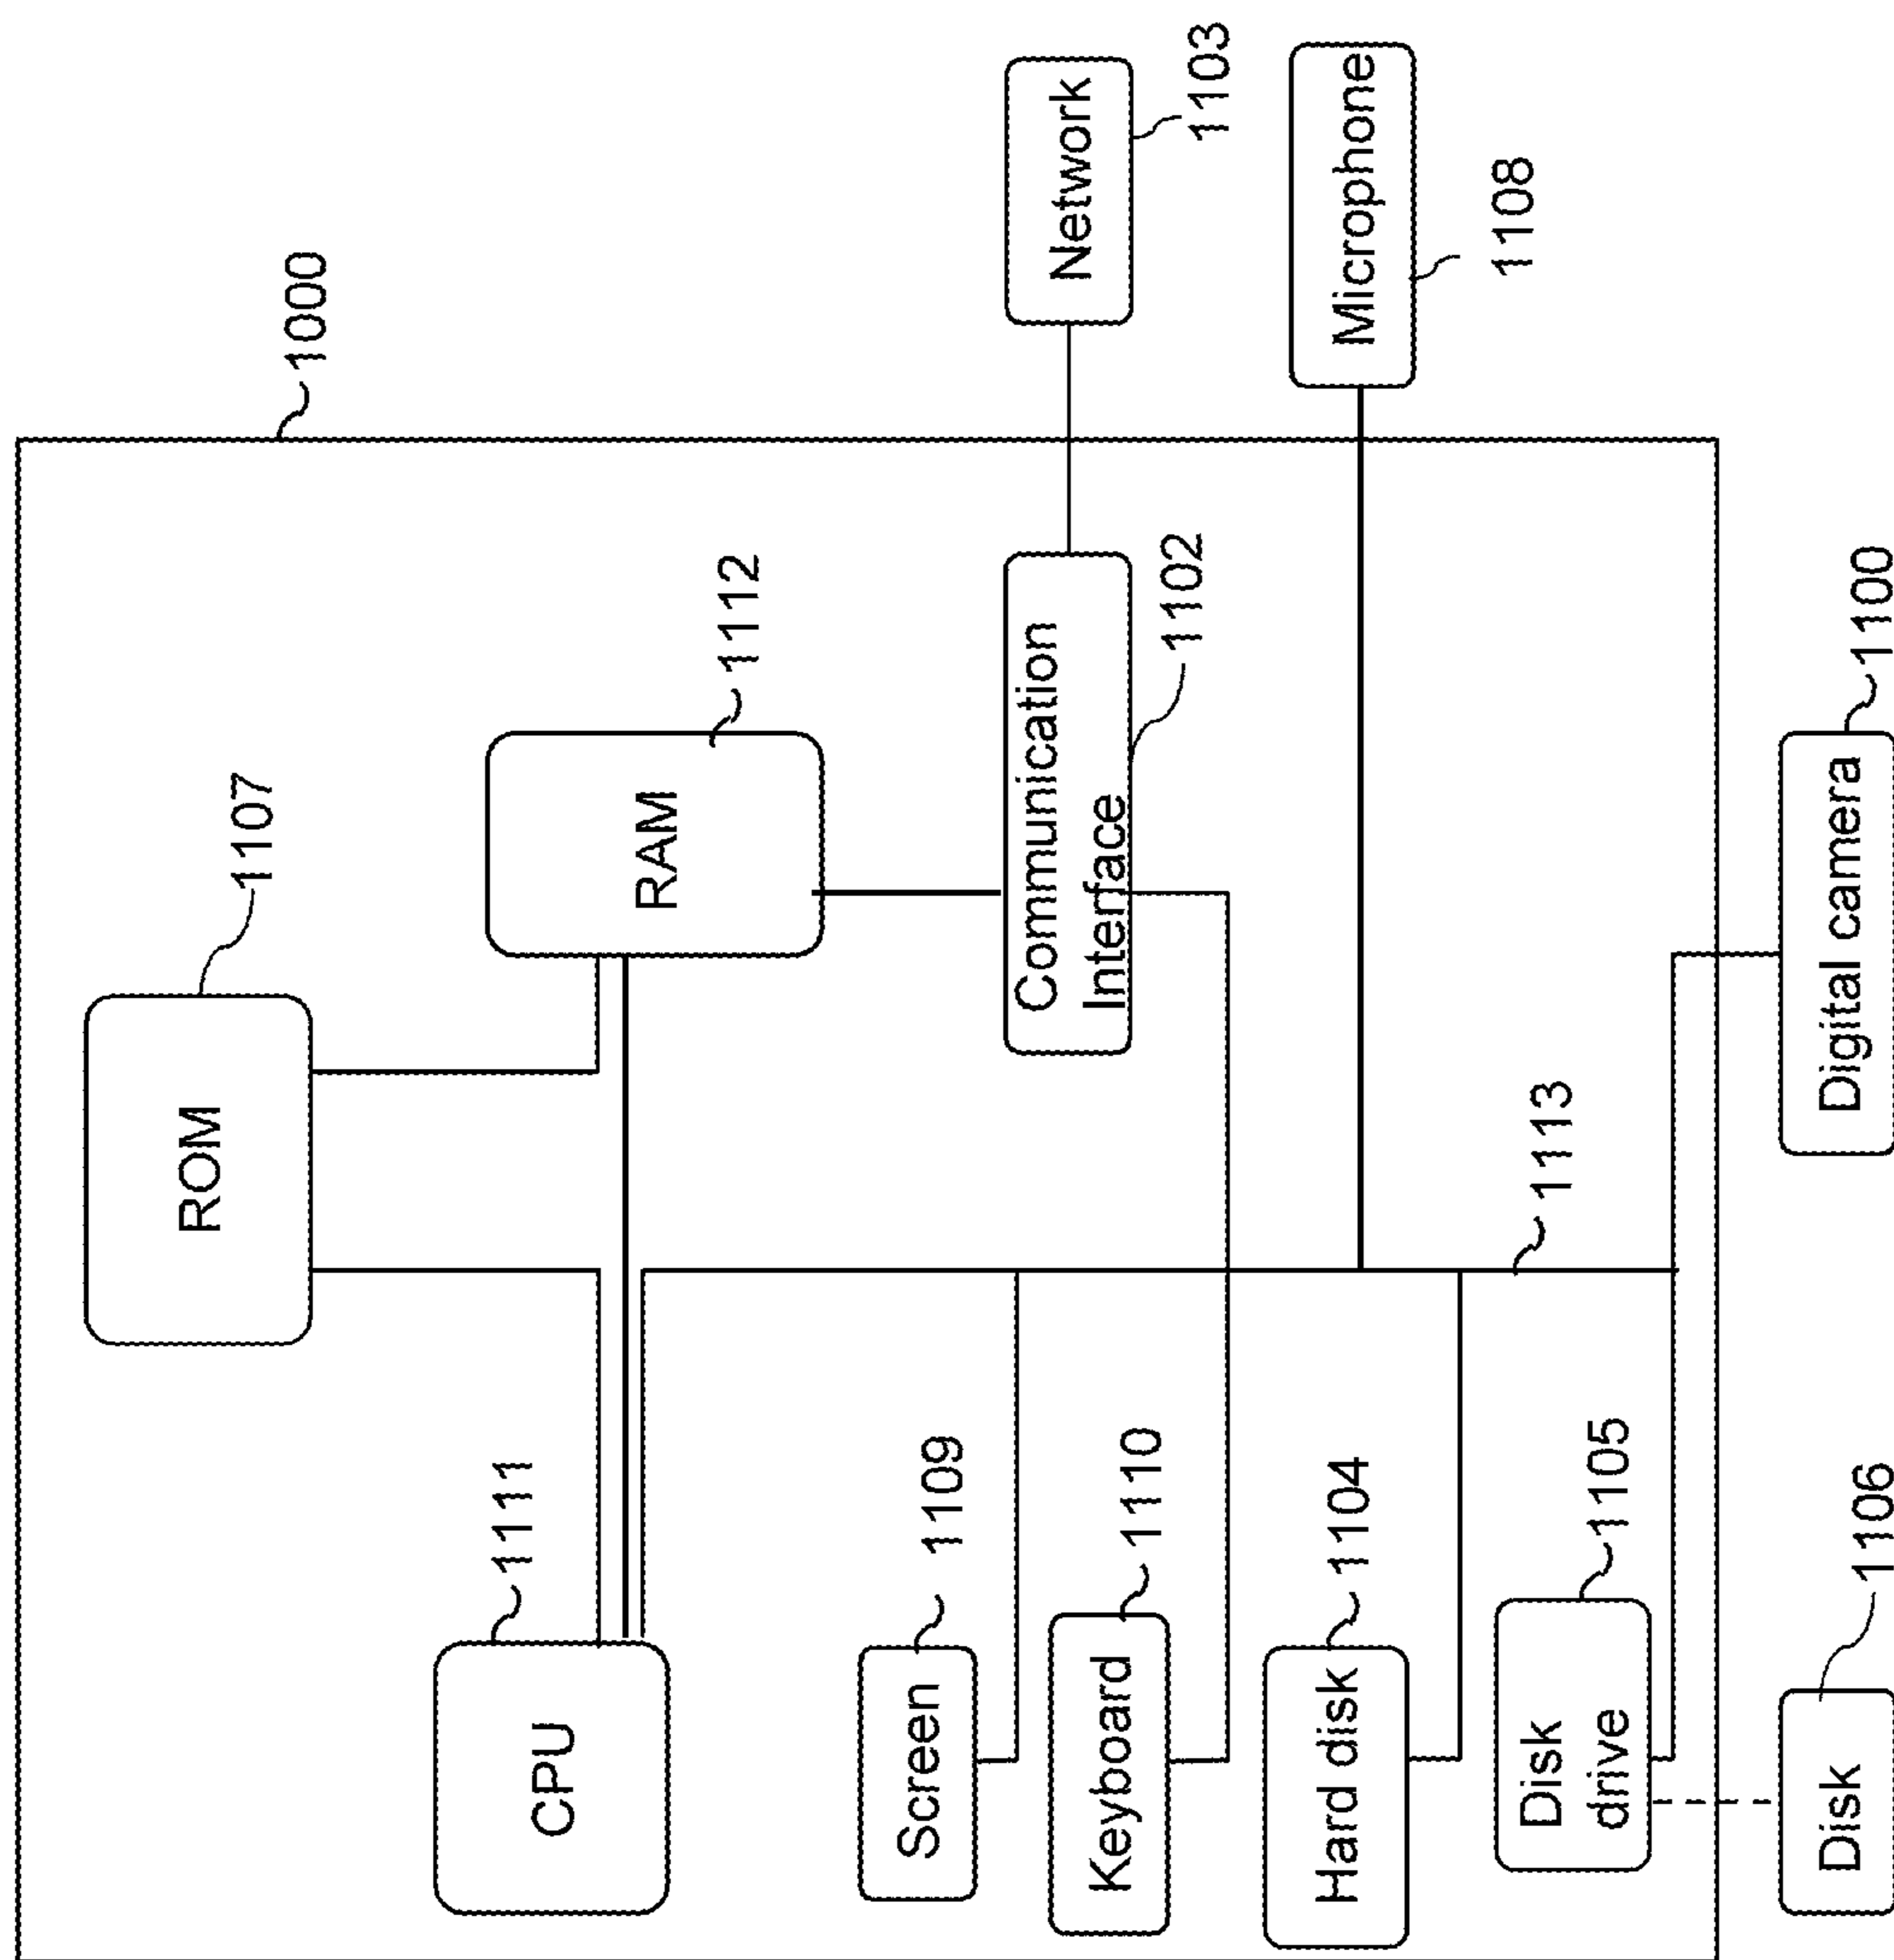 1000
ROM
1107
CPU
1111
RAM
1112
Screen
1109
Keyboard
1110
Communication
Interface
1102
Network
1103
Hard disk
1104
Microphone
1108
Disk
drive
1105
1113
Disk
1106
Digital camera
1100